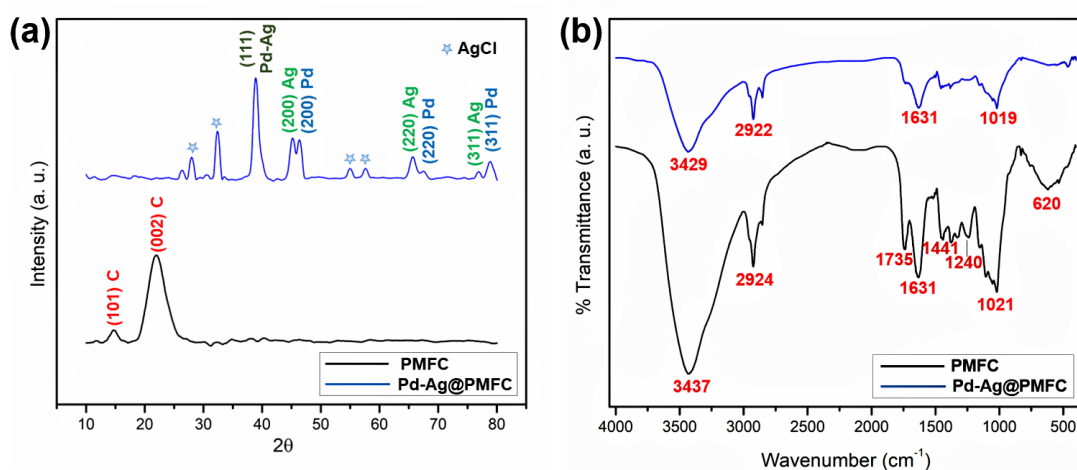 (a)
(111)
Pd-Ag
AgCl
(200) Ag
(200) Pd
(220) Ag
(220) Pd
(311) Ag
(311) Pd
(101) C
(002) C
Intensity (a. u.)
PMFC
Pd-Ag@PMFC
10 20 30 40 50 60 70 80
2θ
(b)
3429
2922
1631
1019
3437
2924
1735
1631
1441
1240
1021
620
% Transmittance (a. u.)
PMFC
Pd-Ag@PMFC
4000 3500 3000 2500 2000 1500 1000 500
Wavenumber (cm⁻¹)